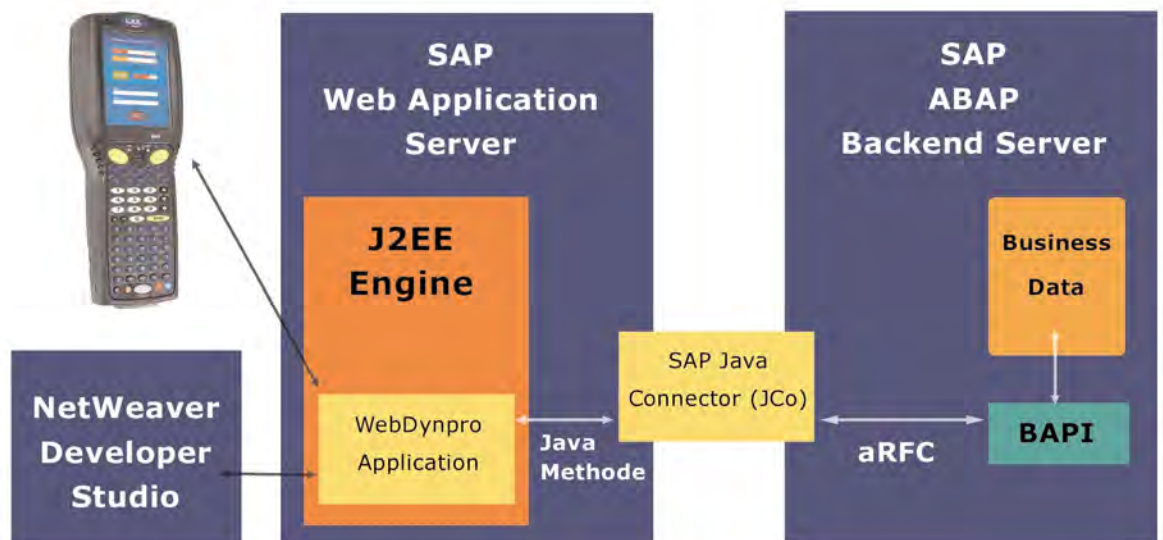 SAP
Web Application
Server
J2EE
Engine
WebDynpro
Application
NetWeaver
Developer
Studio
Java
Methode
SAP Java
Connector (JCo)
aRFC
SAP
ABAP
Backend Server
Business
Data
BAPI